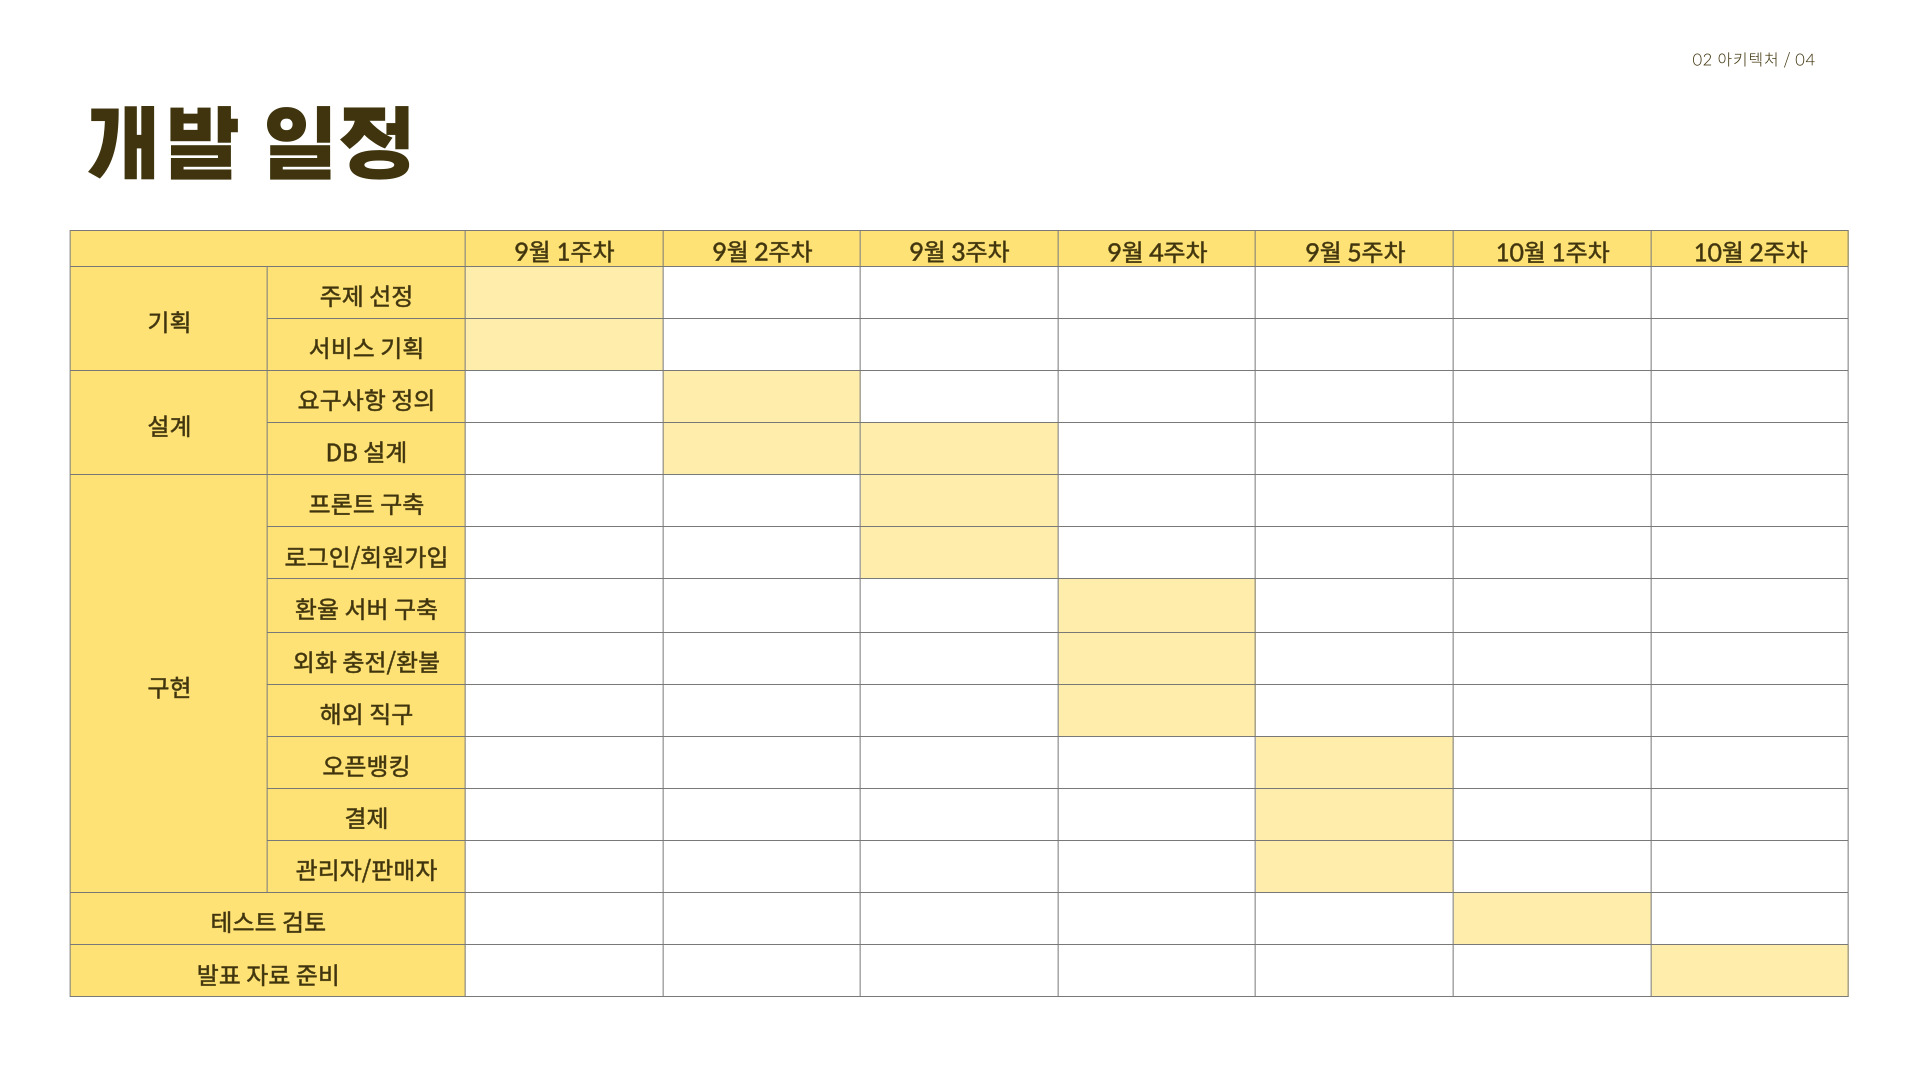 02 아키텍처 / 04
개발 일정
9월 1주차 9월 2주차 9월 3주차 9월 4주차 9월 5주차 10월 1주차 10월 2주차
기획
주제 선정
서비스 기획
설계
요구사항 정의
DB 설계
구현
프론트 구축
로그인/회원가입
환율 서버 구축
외화 충전/환불
해외 직구
오픈뱅킹
결제
관리자/판매자
테스트 검토
발표 자료 준비